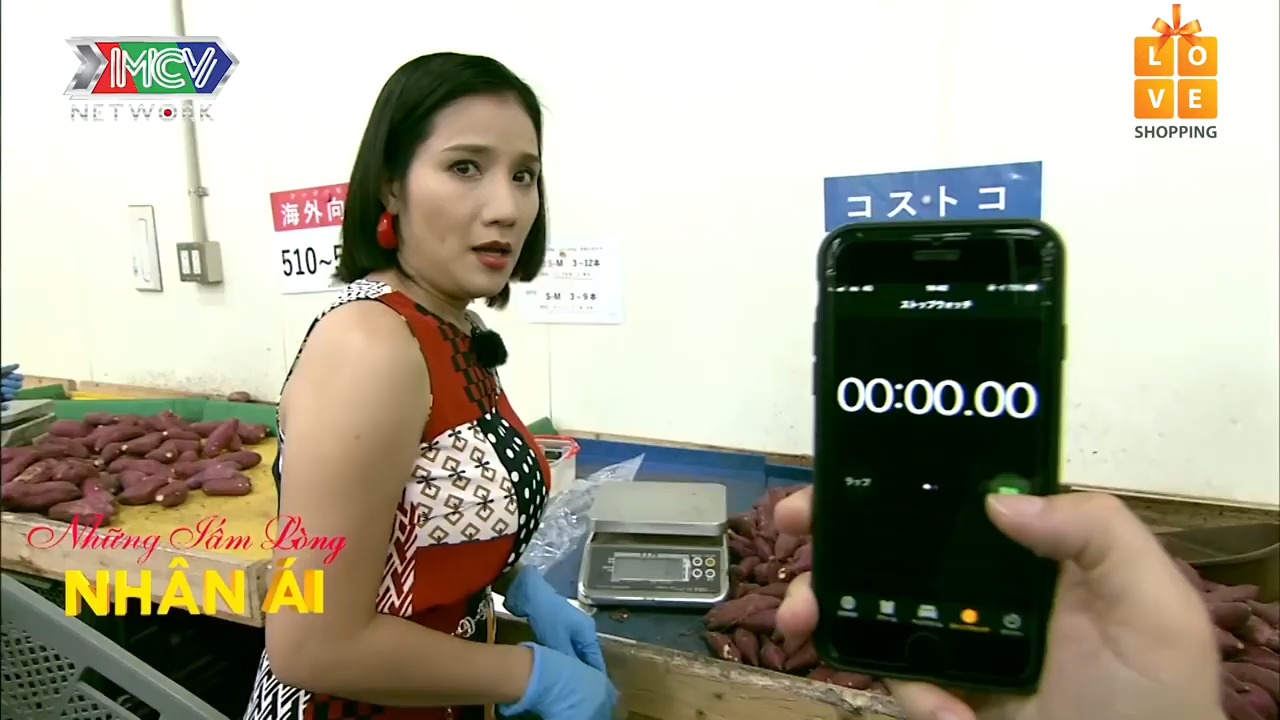 MCV
NETWORK
L O
V E
SHOPPING
海外向
510~5
S-M 3~12本
S-M 3~9本
コストコ
ストップウォッチ
00:00.00
ラップ
Những Tấm Lòng
NHÂN ÁI